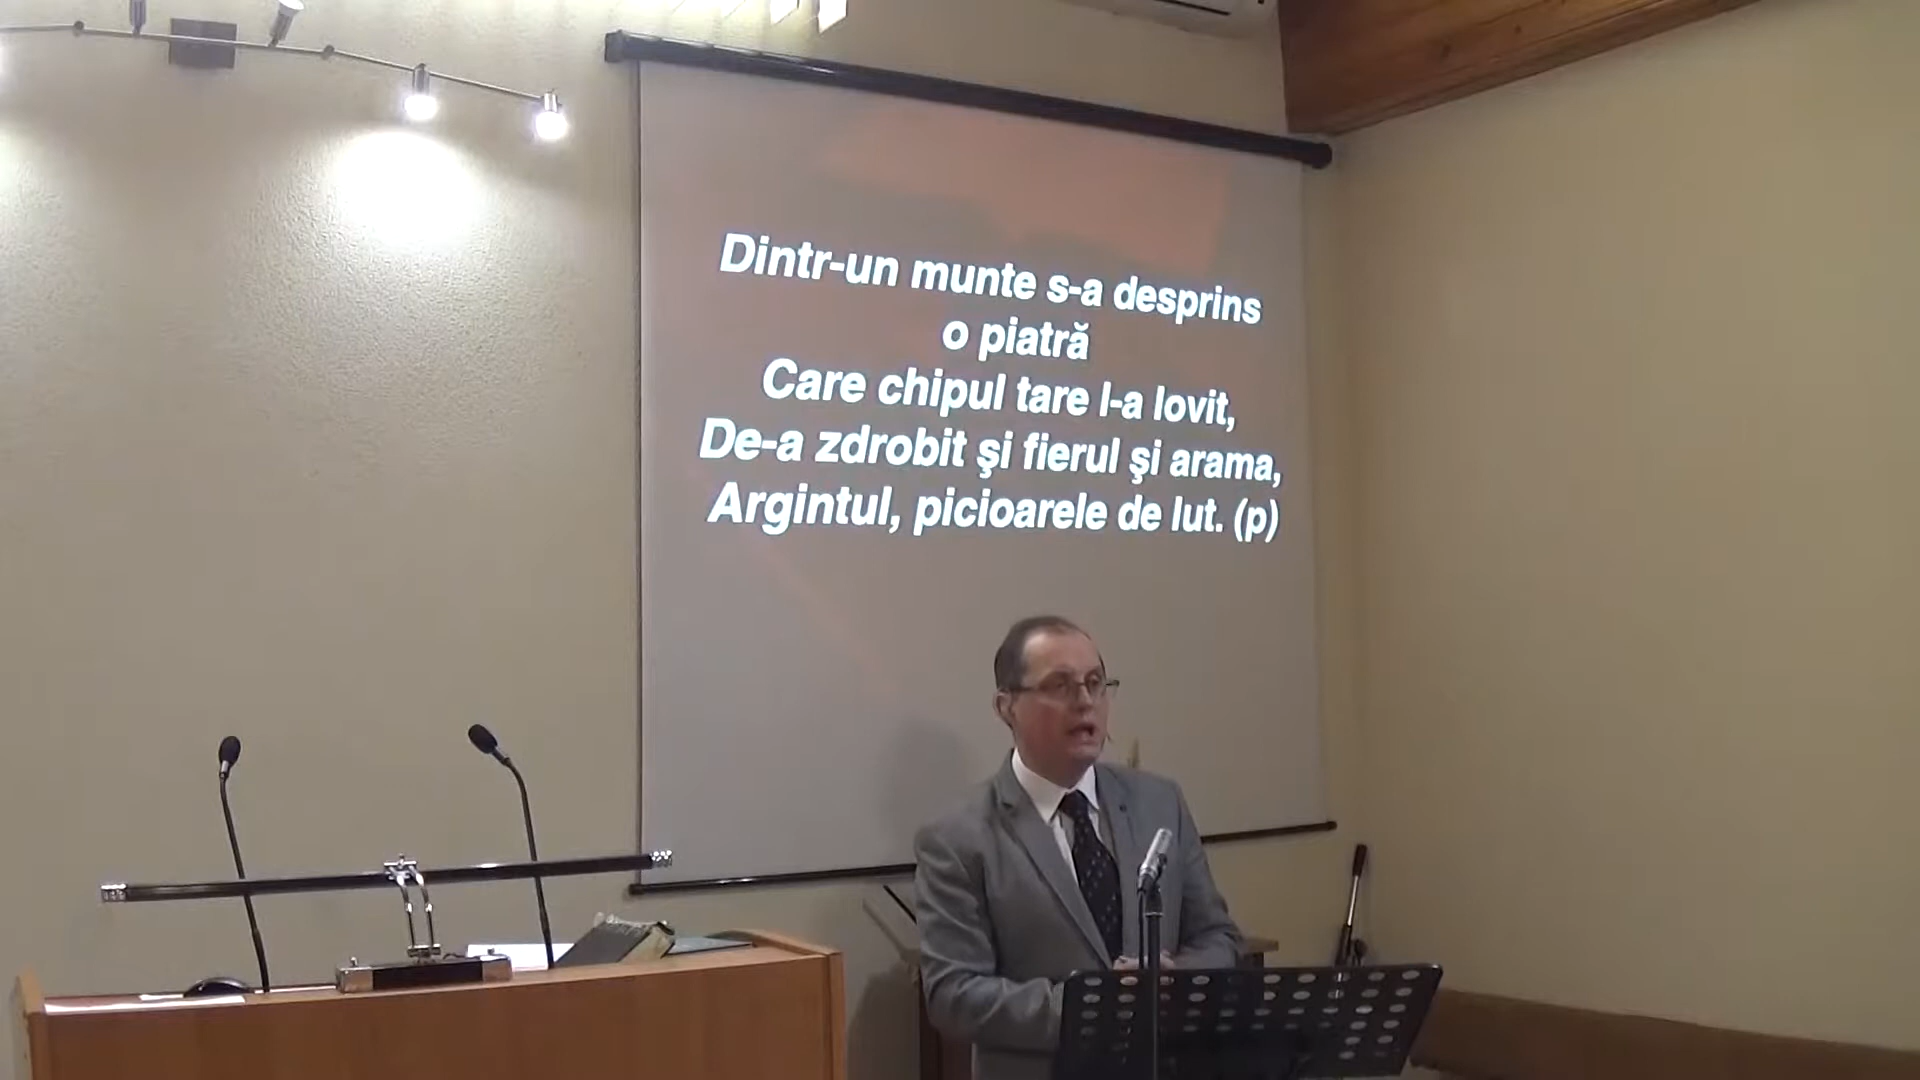 Dintr-un munte s-a desprins
o piatră
Care chipul tare l-a lovit,
De-a zdrobit şi fierul şi arama,
Argintul, picioarele de lut. (p)